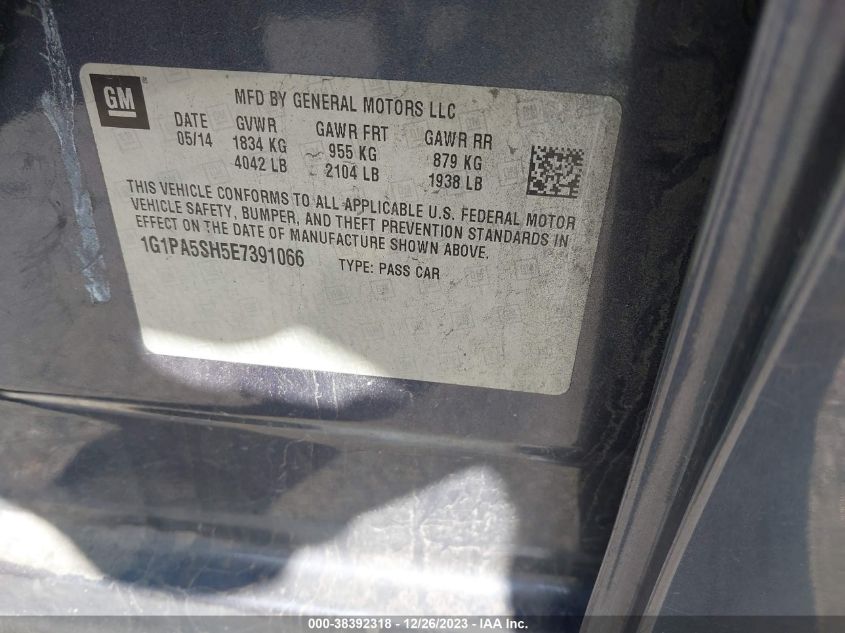 GM
MFD BY GENERAL MOTORS LLC
DATE GVWR GAWR FRT GAWR RR
05/14 1834 KG 955 KG 879 KG
4042 LB 2104 LB 1938 LB
THIS VEHICLE CONFORMS TO ALL APPLICABLE U.S. FEDERAL MOTOR
VEHICLE SAFETY, BUMPER, AND THEFT PREVENTION STANDARDS IN
EFFECT ON THE DATE OF MANUFACTURE SHOWN ABOVE.
1G1PA5SH5E7391066 TYPE: PASS CAR
000-38392318 - 12/26/2023 - IAA INC.